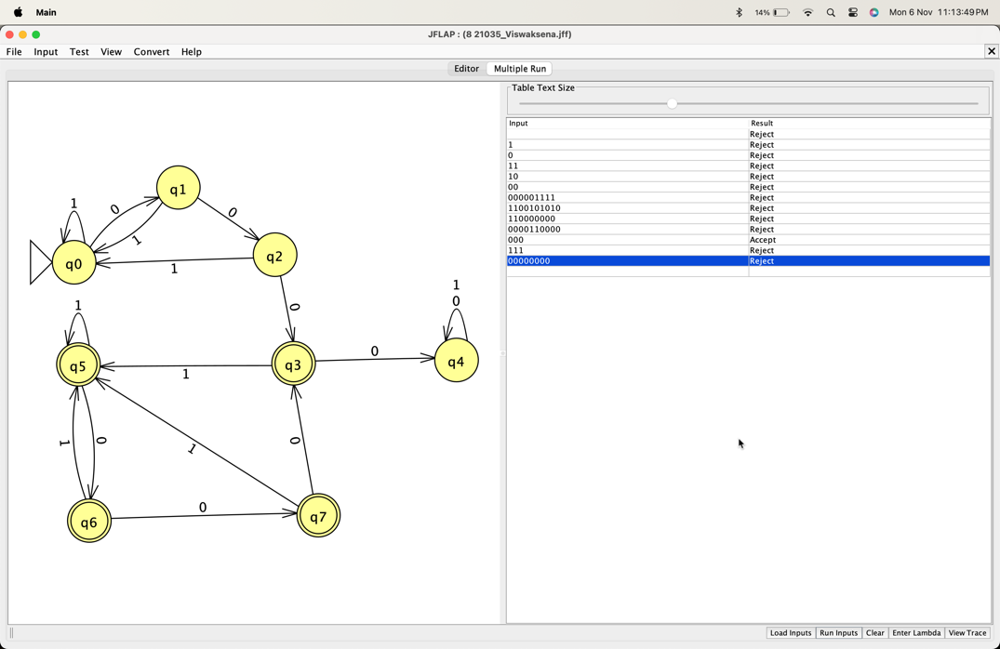 Main 14% Mon 6 Nov 11:13:49 PM
JFLAP : (8 21035_Viswaksena.jff)
File Input Test View Convert Help
Editor Multiple Run
Table Text Size
Input Result
Reject
1 Reject
0 Reject
11 Reject
10 Reject
00 Reject
000001111 Reject
1100101010 Reject
110000000 Reject
0000110000 Reject
000 Accept
111 Reject
00000000 Reject
q1
1
0
0
q0
1
q2
1
0
1
0
1
q5
1
q3
0
q4
1
0
1
0
q6
0
q7
Load Inputs Run Inputs Clear Enter Lambda View Trace